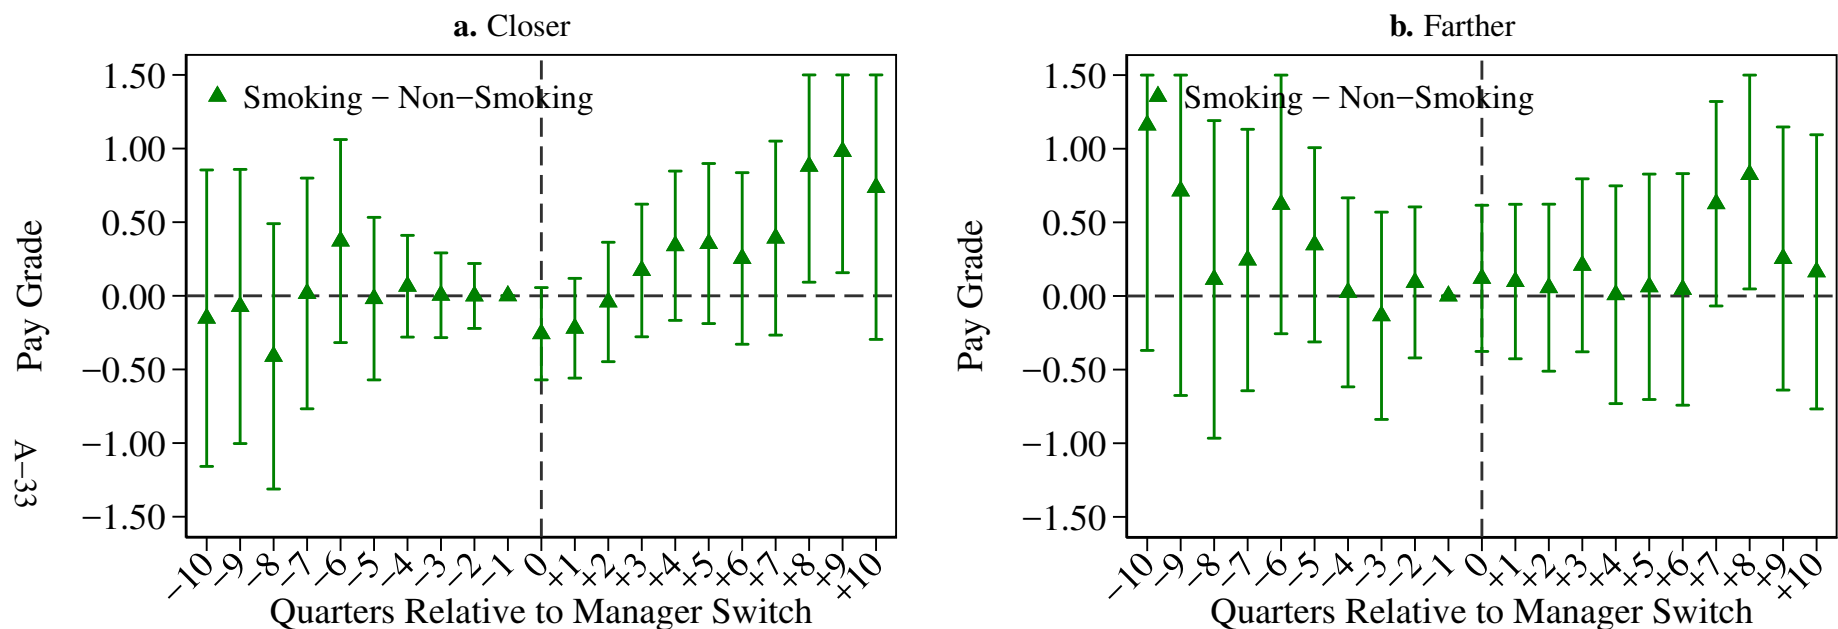 a. Closer
Smoking − Non−Smoking
1.50
1.00
0.50
0.00
−0.50
−1.00
−1.50
Pay Grade
−10 −9 −8 −7 −6 −5 −4 −3 −2 −1 0 +1 +2 +3 +4 +5 +6 +7 +8 +9 +10
Quarters Relative to Manager Switch
b. Farther
Smoking − Non−Smoking
1.50
1.00
0.50
0.00
−0.50
−1.00
−1.50
Pay Grade
−10 −9 −8 −7 −6 −5 −4 −3 −2 −1 0 +1 +2 +3 +4 +5 +6 +7 +8 +9 +10
Quarters Relative to Manager Switch
A−33